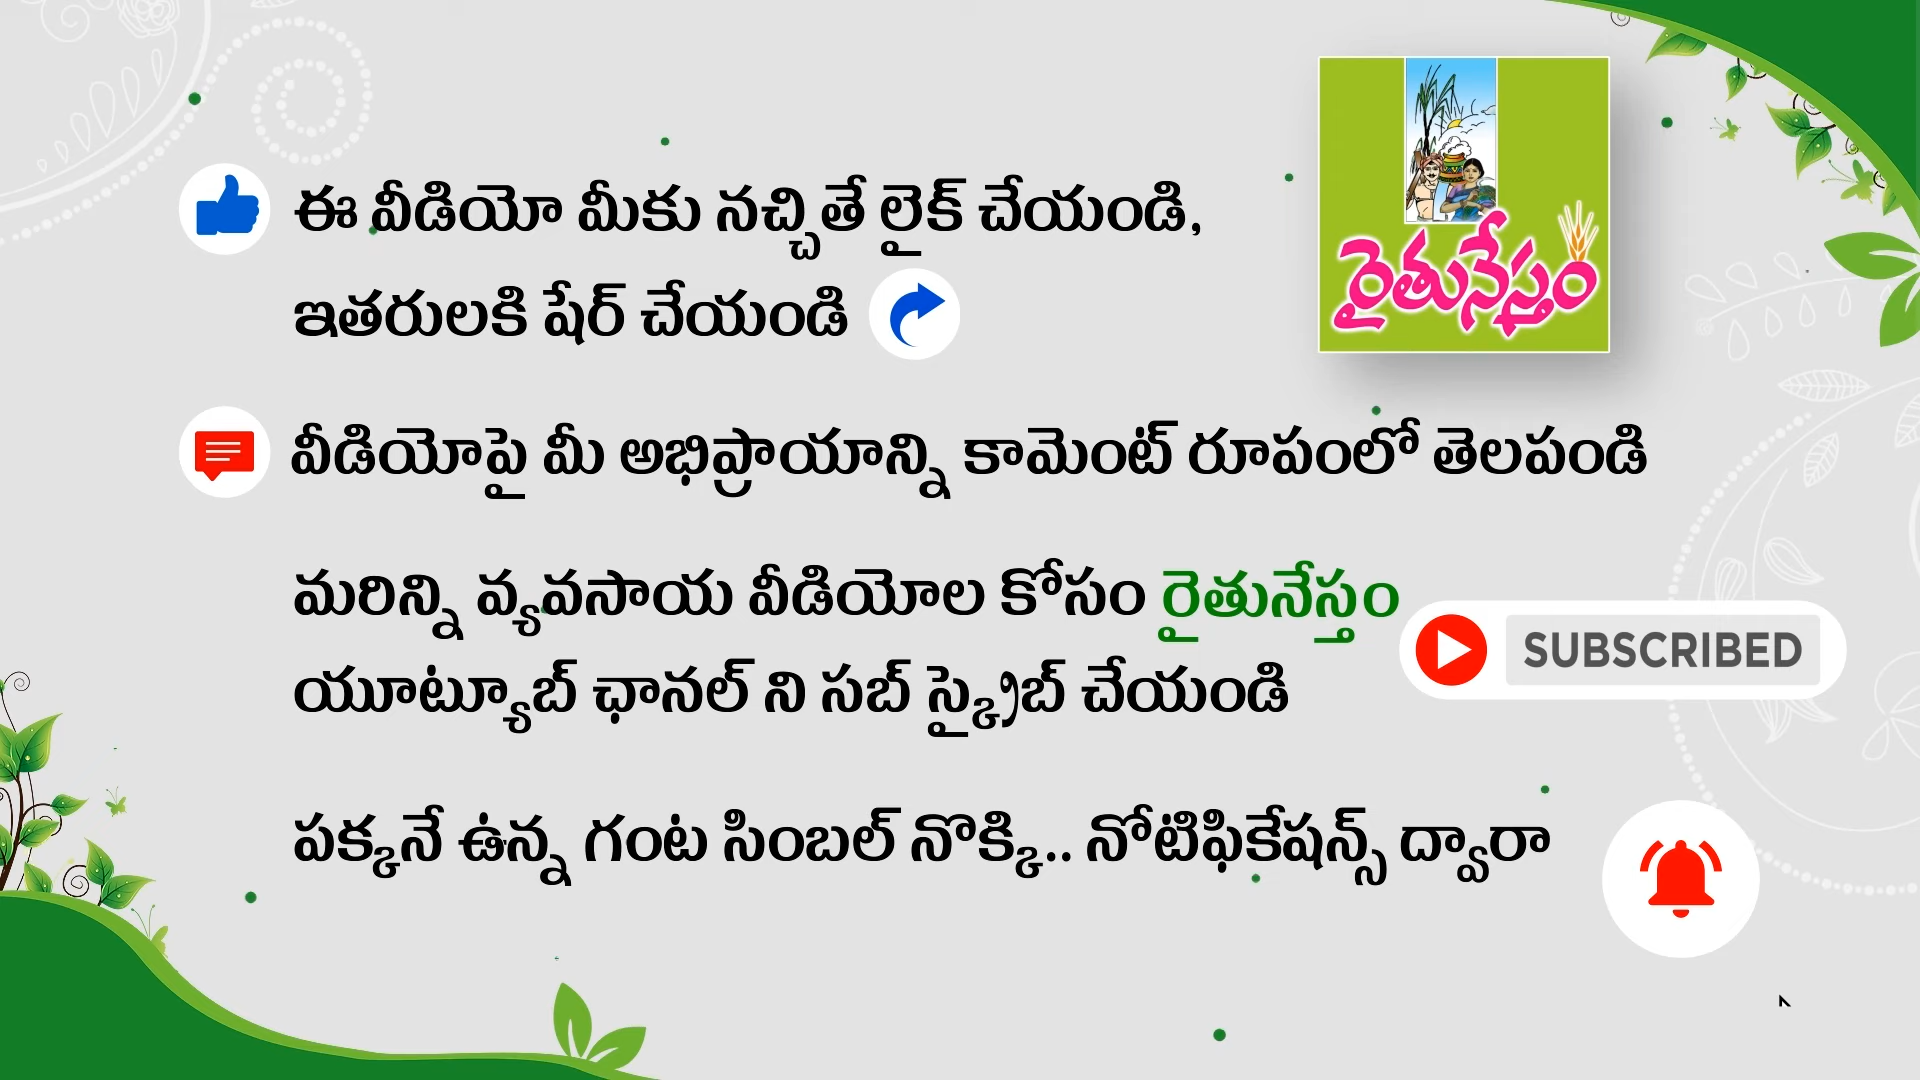 ఈ వీడియో మీకు నచ్చితే లైక్ చేయండి,
ఇతరులకి షేర్ చేయండి
రైతునేస్తం
వీడియోపై మీ అభిప్రాయాన్ని కామెంట్ రూపంలో తెలపండి
మరిన్ని వ్యవసాయ వీడియోల కోసం రైతునేస్తం
యూట్యూబ్ ఛానల్ ని సబ్ స్క్రైబ్ చేయండి
SUBSCRIBED
పక్కనే ఉన్న గంట సింబల్ నొక్కి.. నోటిఫికేషన్స్ ద్వారా